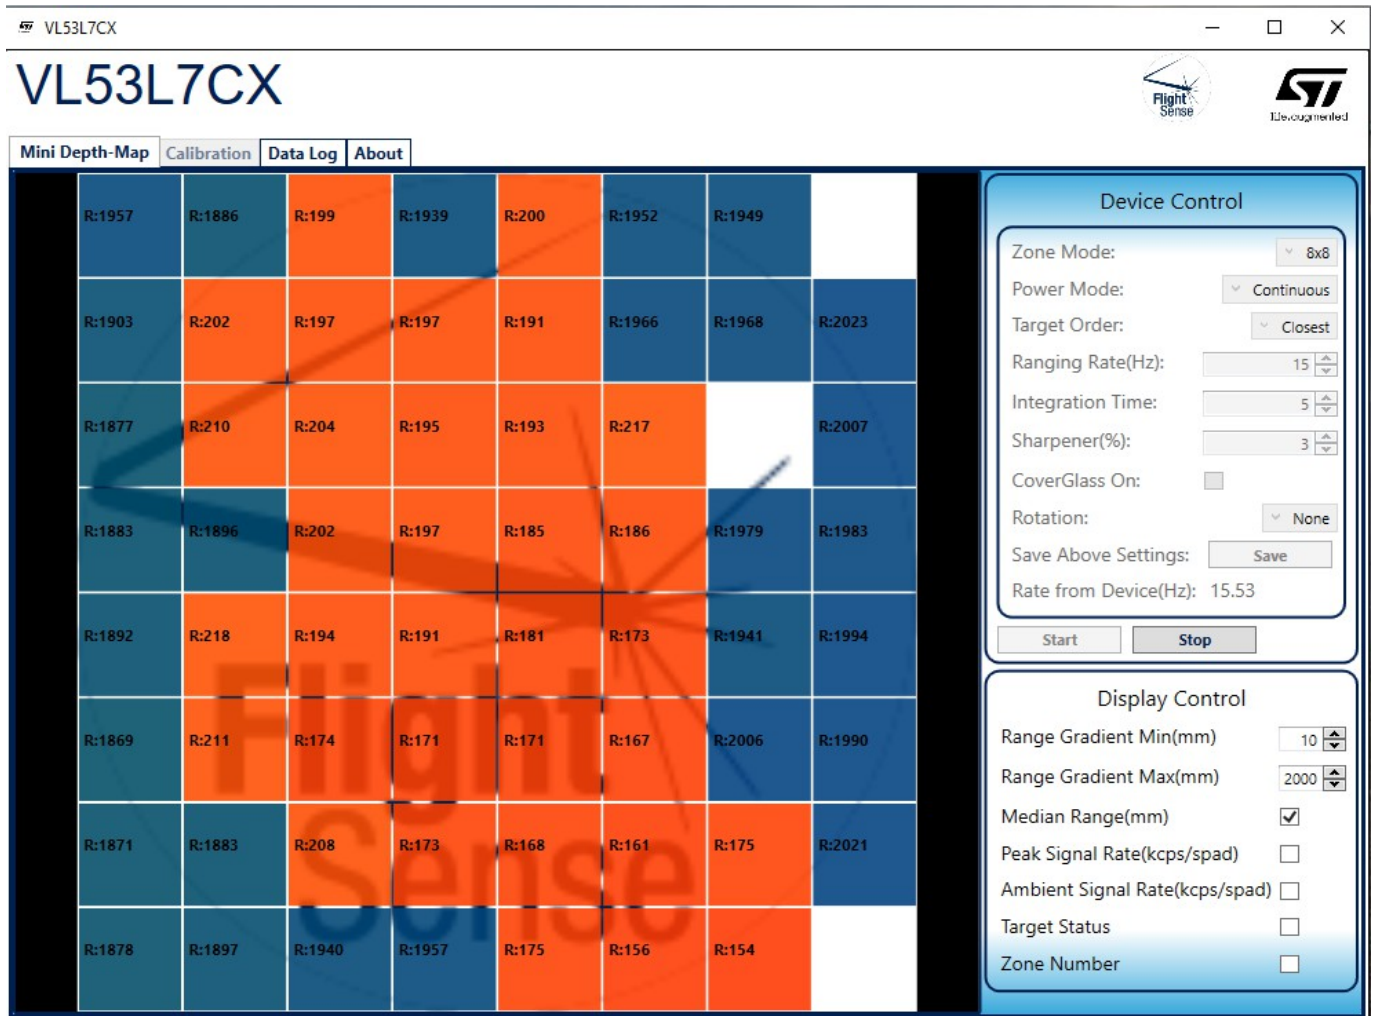 VL53L7CX
VL53L7CX
Flight
Sense
life.augmented
Mini Depth-Map Calibration Data Log About
R:1957 R:1886 R:199 R:1939 R:200 R:1952 R:1949
R:1903 R:202 R:197 R:197 R:191 R:1966 R:1968 R:2023
R:1877 R:210 R:204 R:195 R:193 R:217 R:2007
R:1883 R:1896 R:202 R:197 R:185 R:186 R:1979 R:1983
R:1892 R:218 R:194 R:191 R:181 R:173 R:1941 R:1994
R:1869 R:211 R:174 R:171 R:171 R:167 R:2006 R:1990
R:1871 R:1883 R:208 R:173 R:168 R:161 R:175 R:2021
R:1878 R:1897 R:1940 R:1957 R:175 R:156 R:154
Flight
Sense
Device Control
Zone Mode: 8x8
Power Mode: Continuous
Target Order: Closest
Ranging Rate(Hz): 15
Integration Time: 5
Sharpener(%): 3
CoverGlass On:
Rotation: None
Save Above Settings: Save
Rate from Device(Hz): 15.53
Start Stop
Display Control
Range Gradient Min(mm) 10
Range Gradient Max(mm) 2000
Median Range(mm)
Peak Signal Rate(kcps/spad)
Ambient Signal Rate(kcps/spad)
Target Status
Zone Number